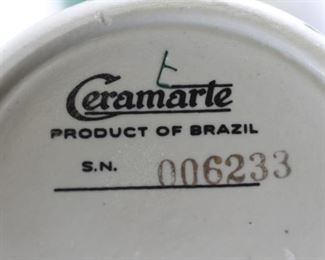 t
Ceramarte
PRODUCT OF BRAZIL
S.N. 006233